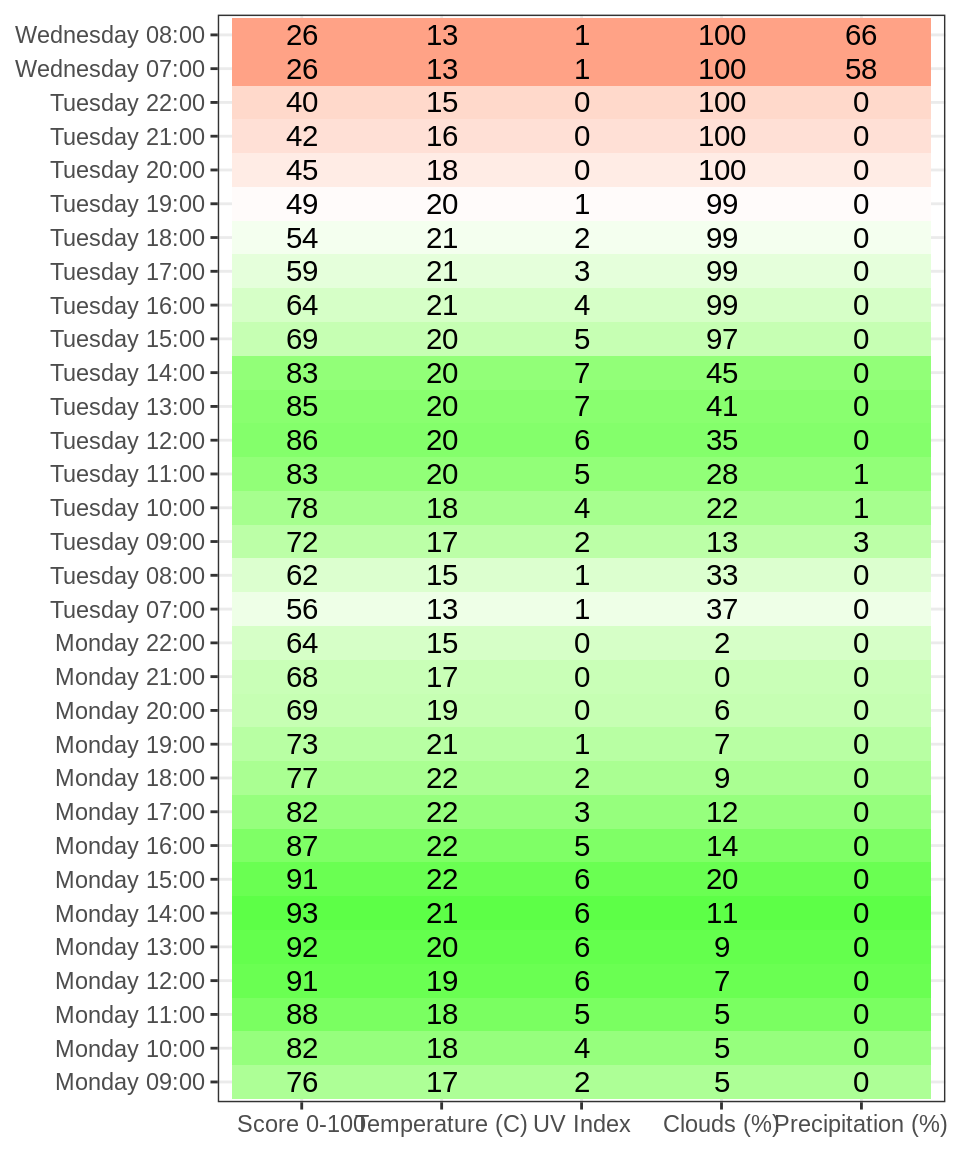 Wednesday 08:00 26 13 1 100 66
Wednesday 07:00 26 13 1 100 58
Tuesday 22:00 40 15 0 100 0
Tuesday 21:00 42 16 0 100 0
Tuesday 20:00 45 18 0 100 0
Tuesday 19:00 49 20 1 99 0
Tuesday 18:00 54 21 2 99 0
Tuesday 17:00 59 21 3 99 0
Tuesday 16:00 64 21 4 99 0
Tuesday 15:00 69 20 5 97 0
Tuesday 14:00 83 20 7 45 0
Tuesday 13:00 85 20 7 41 0
Tuesday 12:00 86 20 6 35 0
Tuesday 11:00 83 20 5 28 1
Tuesday 10:00 78 18 4 22 1
Tuesday 09:00 72 17 2 13 3
Tuesday 08:00 62 15 1 33 0
Tuesday 07:00 56 13 1 37 0
Monday 22:00 64 15 0 2 0
Monday 21:00 68 17 0 0 0
Monday 20:00 69 19 0 6 0
Monday 19:00 73 21 1 7 0
Monday 18:00 77 22 2 9 0
Monday 17:00 82 22 3 12 0
Monday 16:00 87 22 5 14 0
Monday 15:00 91 22 6 20 0
Monday 14:00 93 21 6 11 0
Monday 13:00 92 20 6 9 0
Monday 12:00 91 19 6 7 0
Monday 11:00 88 18 5 5 0
Monday 10:00 82 18 4 5 0
Monday 09:00 76 17 2 5 0
Score 0-100 Temperature (C) UV Index Clouds (%) Precipitation (%)